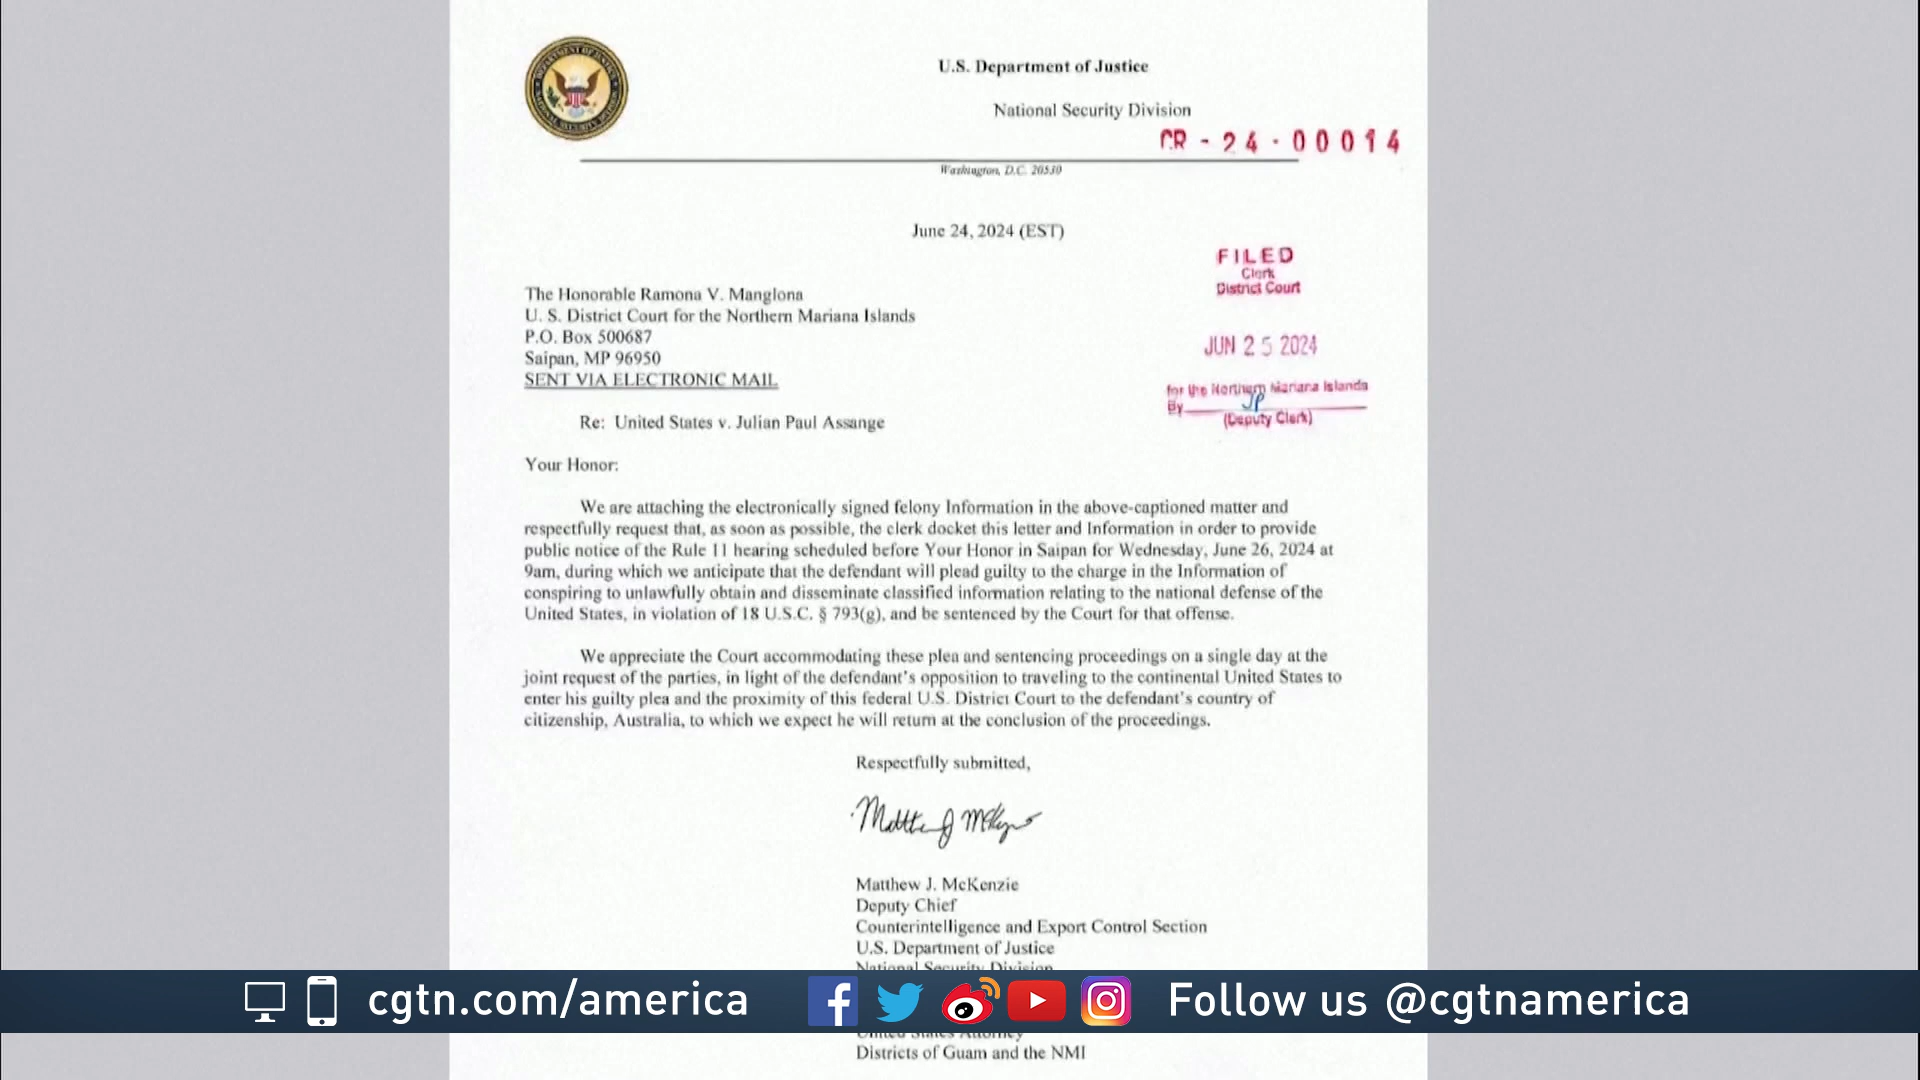 U.S. Department of Justice
National Security Division
CR - 24 - 00014
Washington, D.C. 20530
June 24, 2024 (EST)
FILED
Clerk
District Court
JUN 25 2024
for the Northern Mariana Islands
By JP
(Deputy Clerk)
The Honorable Ramona V. Manglona
U. S. District Court for the Northern Mariana Islands
P.O. Box 500687
Saipan, MP 96950
SENT VIA ELECTRONIC MAIL
Re: United States v. Julian Paul Assange
Your Honor:
We are attaching the electronically signed felony Information in the above-captioned matter and
respectfully request that, as soon as possible, the clerk docket this letter and Information in order to provide
public notice of the Rule 11 hearing scheduled before Your Honor in Saipan for Wednesday, June 26, 2024 at
9am, during which we anticipate that the defendant will plead guilty to the charge in the Information of
conspiring to unlawfully obtain and disseminate classified information relating to the national defense of the
United States, in violation of 18 U.S.C. § 793(g), and be sentenced by the Court for that offense.
We appreciate the Court accommodating these plea and sentencing proceedings on a single day at the
joint request of the parties, in light of the defendant's opposition to traveling to the continental United States to
enter his guilty plea and the proximity of this federal U.S. District Court to the defendant's country of
citizenship, Australia, to which we expect he will return at the conclusion of the proceedings.
Respectfully submitted,
Matthew J. McKenzie
Deputy Chief
Counterintelligence and Export Control Section
U.S. Department of Justice
National Security Division
cgtn.com/america
Follow us @cgtnamerica
United States Attorney
Districts of Guam and the NMI